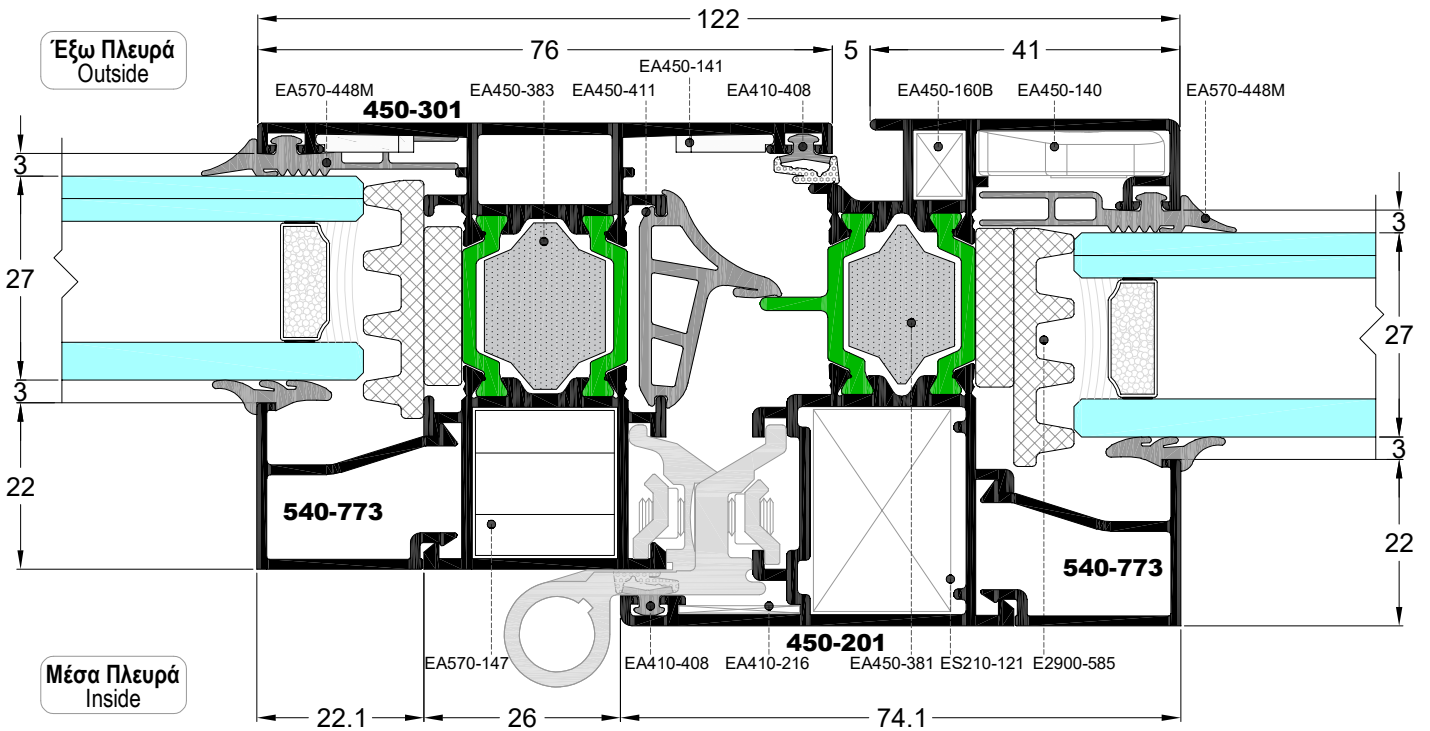 122
Έξω Πλευρά
Outside
76
5
41
EA450-141
EA570-448M
EA450-383
EA450-411
EA410-408
EA450-160B
EA450-140
EA570-448M
450-301
3
27
3
22
3
27
3
22
540-773
540-773
450-201
EA570-147
EA410-408
EA410-216
EA450-381
ES210-121
E2900-585
Μέσα Πλευρά
Inside
22.1
26
74.1